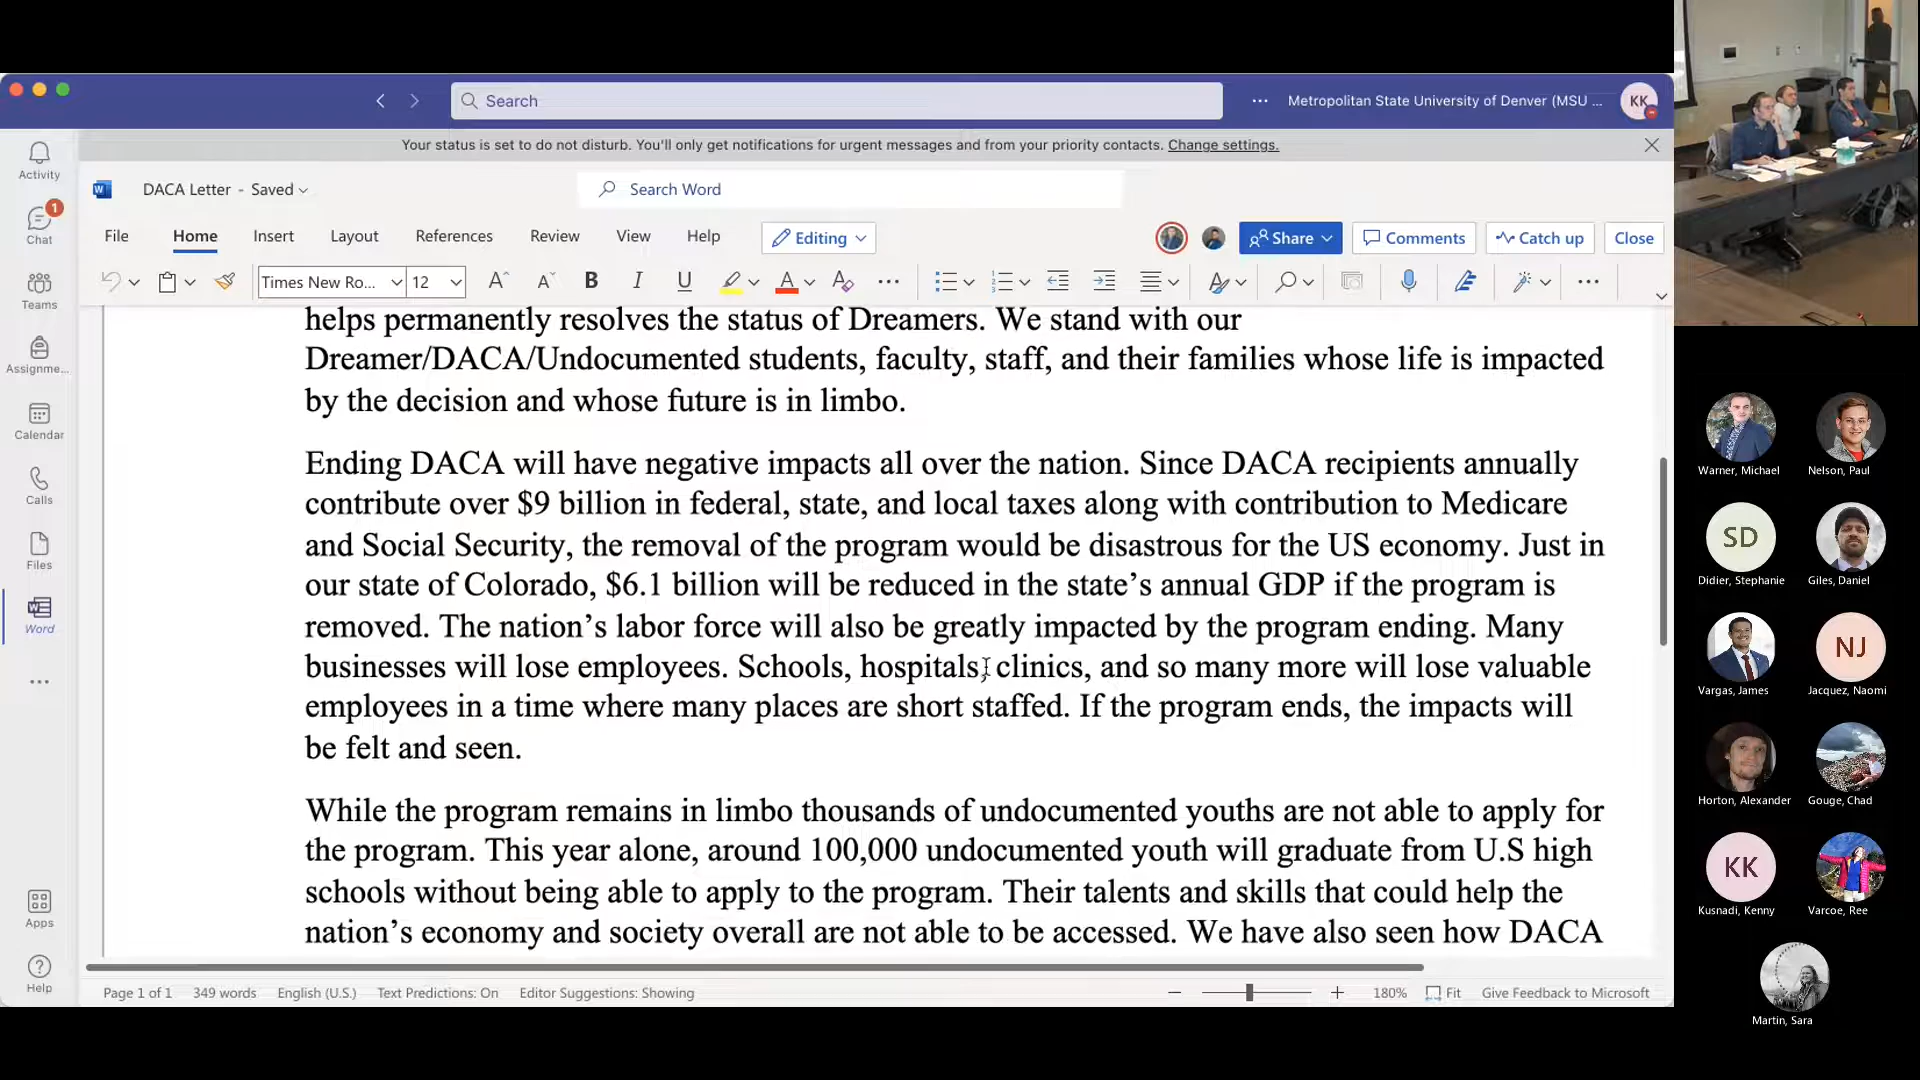 Search
Metropolitan State University of Denver (MSU ...
KK
Your status is set to do not disturb. You'll only get notifications for urgent messages and from your priority contacts. Change settings.
Activity
1
Chat
Teams
Assignme...
Calendar
Calls
Files
Word
Apps
Help
DACA Letter - Saved
Search Word
File Home Insert Layout References Review View Help Editing
Share Comments Catch up Close
Times New Ro... 12
helps permanently resolves the status of Dreamers. We stand with our
Dreamer/DACA/Undocumented students, faculty, staff, and their families whose life is impacted
by the decision and whose future is in limbo.
Ending DACA will have negative impacts all over the nation. Since DACA recipients annually
contribute over $9 billion in federal, state, and local taxes along with contribution to Medicare
and Social Security, the removal of the program would be disastrous for the US economy. Just in
our state of Colorado, $6.1 billion will be reduced in the state's annual GDP if the program is
removed. The nation's labor force will also be greatly impacted by the program ending. Many
businesses will lose employees. Schools, hospitals, clinics, and so many more will lose valuable
employees in a time where many places are short staffed. If the program ends, the impacts will
be felt and seen.
While the program remains in limbo thousands of undocumented youths are not able to apply for
the program. This year alone, around 100,000 undocumented youth will graduate from U.S high
schools without being able to apply to the program. Their talents and skills that could help the
nation's economy and society overall are not able to be accessed. We have also seen how DACA
Page 1 of 1 349 words English (U.S.) Text Predictions: On Editor Suggestions: Showing
180% Fit Give Feedback to Microsoft
Warner, Michael
Nelson, Paul
SD
Didier, Stephanie
Giles, Daniel
Vargas, James
NJ
Jacquez, Naomi
Horton, Alexander
Gouge, Chad
KK
Kusnadi, Kenny
Varcoe, Ree
Martin, Sara